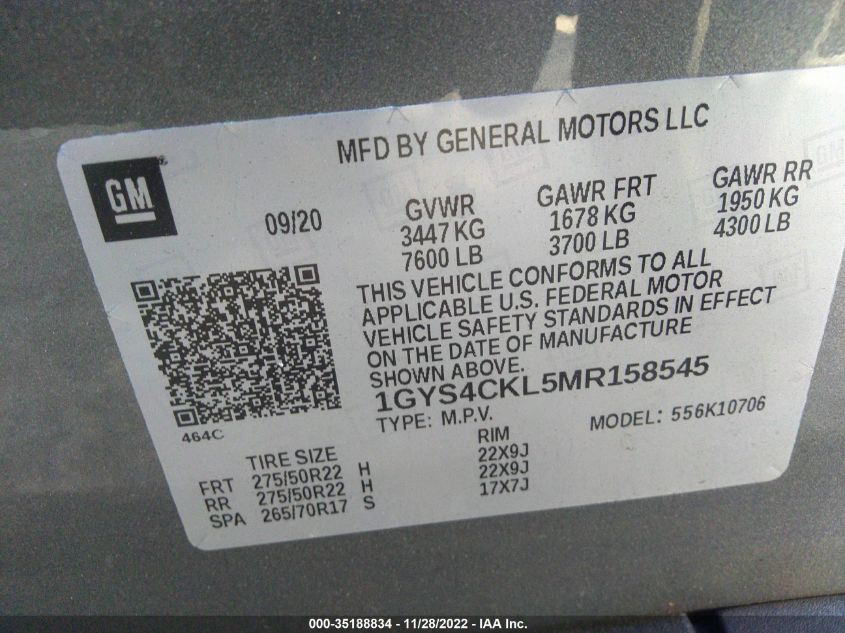 MFD BY GENERAL MOTORS LLC
GM
09/20
GVWR
3447 KG
7600 LB
GAWR FRT
1678 KG
3700 LB
GAWR RR
1950 KG
4300 LB
THIS VEHICLE CONFORMS TO ALL
APPLICABLE U.S. FEDERAL MOTOR
VEHICLE SAFETY STANDARDS IN EFFECT
ON THE DATE OF MANUFACTURE
SHOWN ABOVE.
1GYS4CKL5MR158545
TYPE: M.P.V. MODEL: 556K10706
464C
TIRE SIZE RIM
FRT 275/50R22 H 22X9J
RR 275/50R22 H 22X9J
SPA 265/70R17 S 17X7J
000-35188834 - 11/28/2022 - IAA Inc.